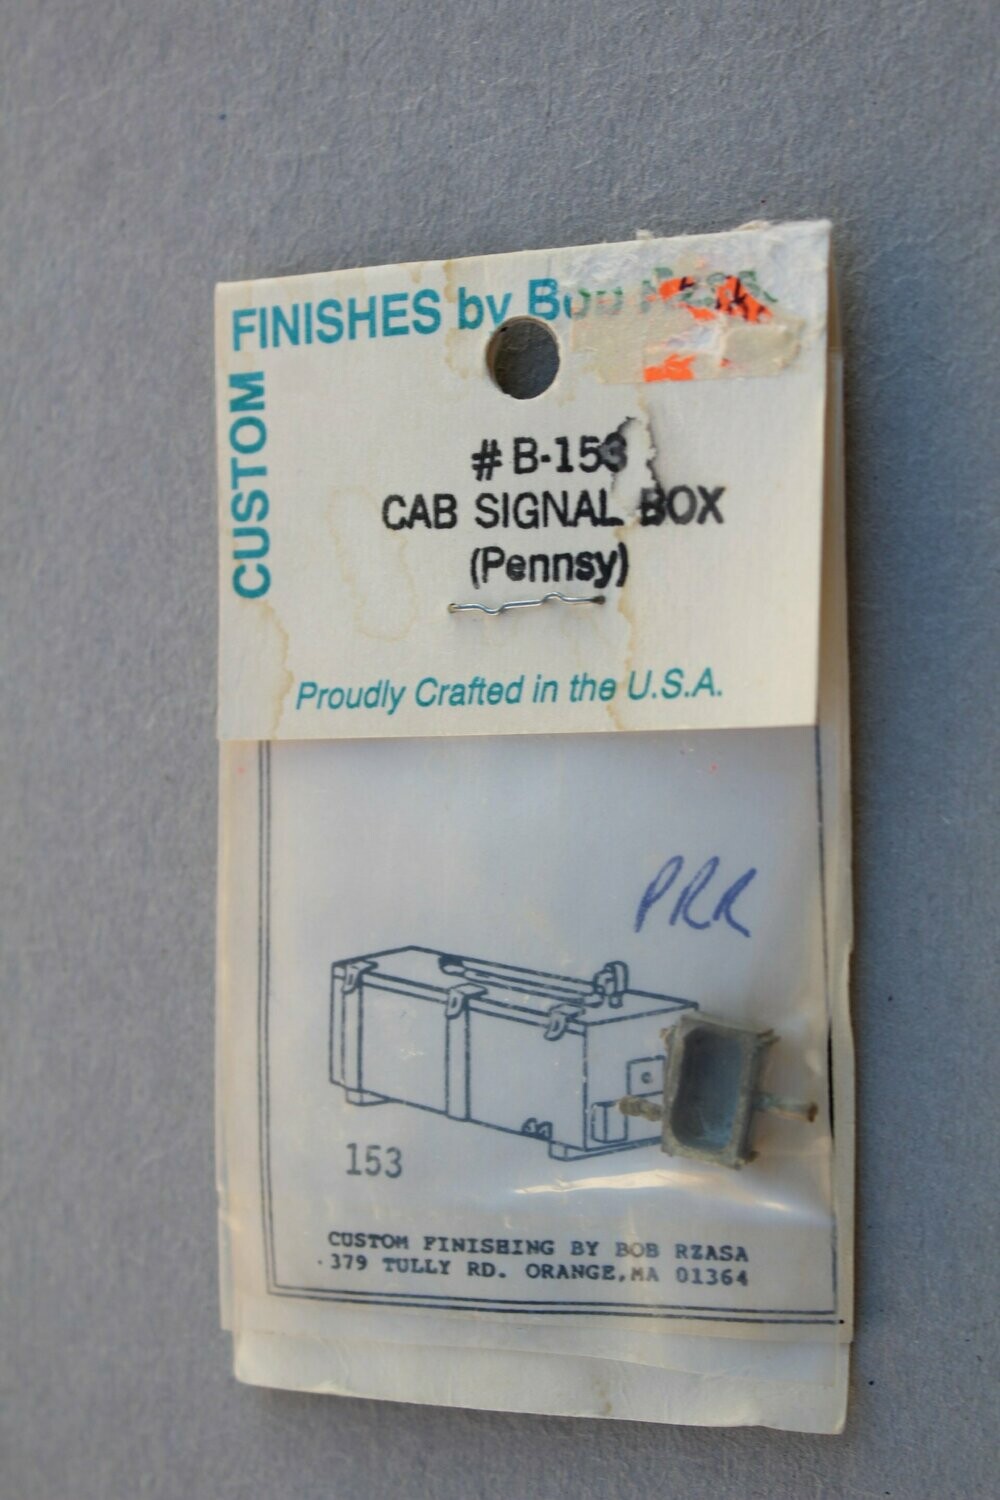 CUSTOM
FINISHES by Bob
# B-153
CAB SIGNAL BOX
(Pennsy)
Proudly Crafted in the U.S.A.
PRR
153
CUSTOM FINISHING BY BOB RZASA
379 TULLY RD. ORANGE, MA 01364